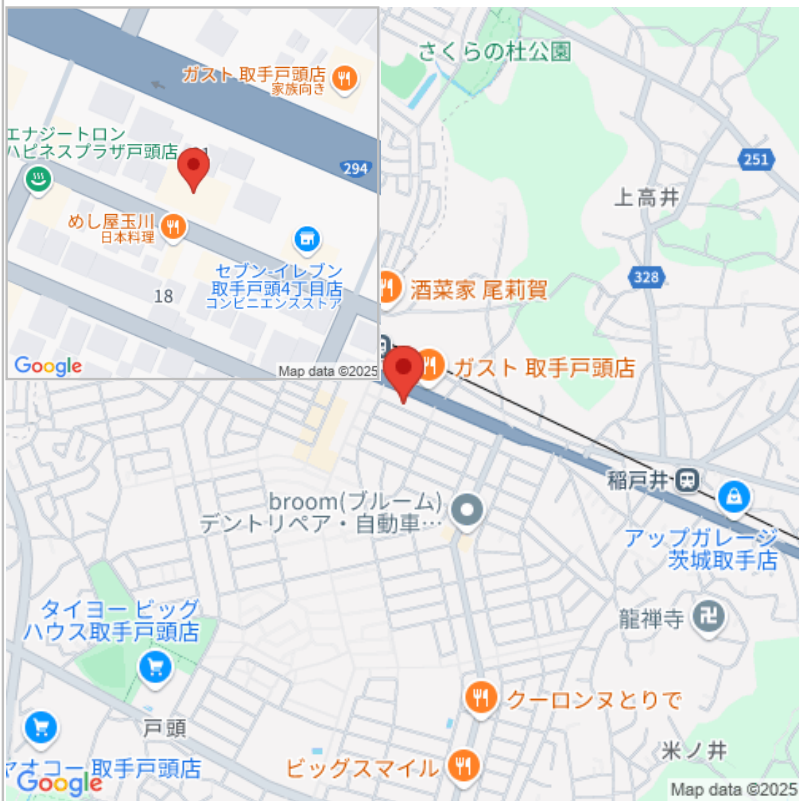 ガスト 取手戸頭店
家族向き
エナジートロン
ハピネスプラザ戸頭店
294
めし屋玉川
日本料理
セブン-イレブン
取手戸頭4丁目店
コンビニエンスストア
18
Google
Map data ©2025
さくらの杜公園
251
上高井
328
酒菜家 尾莉賀
ガスト 取手戸頭店
稲戸井
broom(ブルーム)
デントリペア・自動車…
アップガレージ
茨城取手店
タイヨー ビッグ
ハウス取手戸頭店
龍禅寺
クーロンヌとりで
戸頭
米ノ井
ヤオコー 取手戸頭店
ビッグスマイル
Google
Map data ©2025